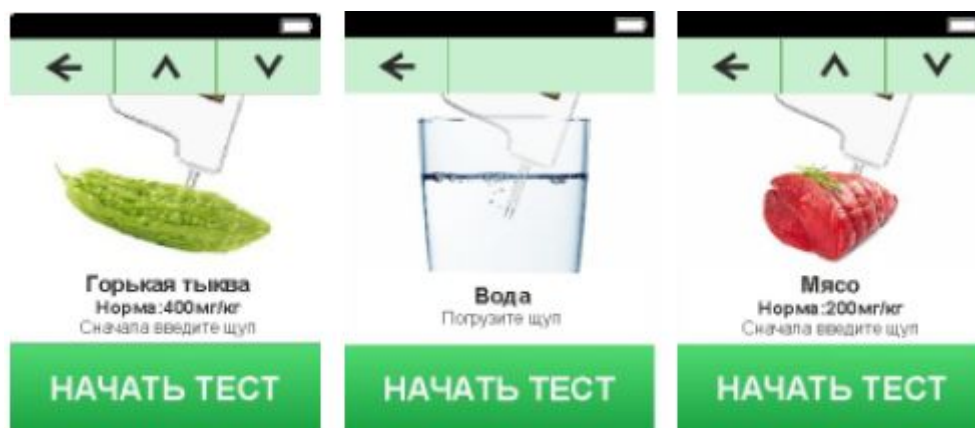 Горькая тыква
Норма:400мг/кг
Сначала введите щуп
НАЧАТЬ ТЕСТ
Вода
Погрузите щуп
НАЧАТЬ ТЕСТ
Мясо
Норма:200мг/кг
Сначала введите щуп
НАЧАТЬ ТЕСТ